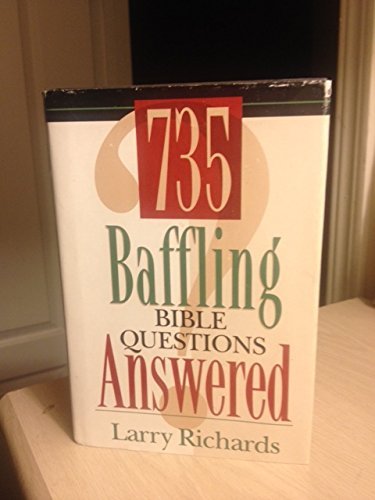 735
Baffling
BIBLE
QUESTIONS
Answered
Larry Richards